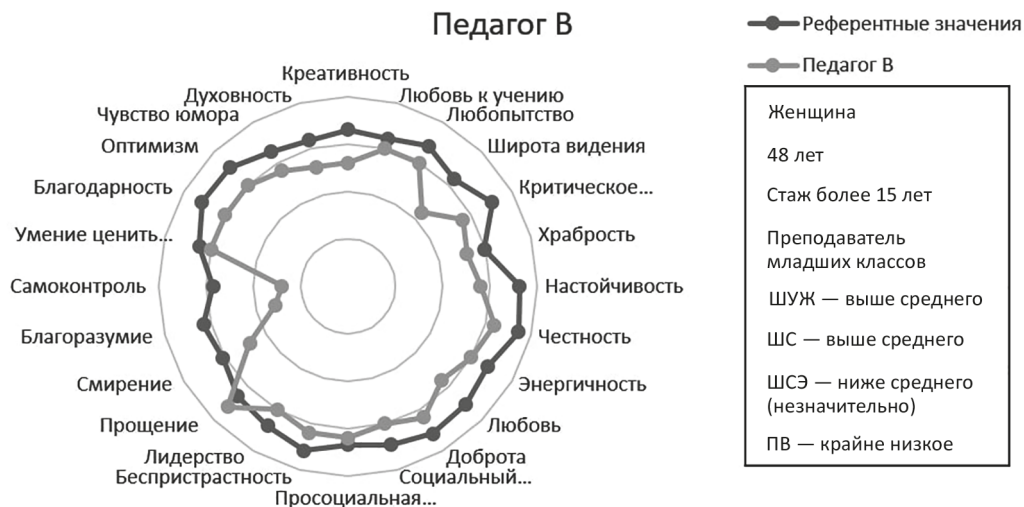 Педагог В
Референтные значения
Педагог В
Креативность
Любовь к учению
Любопытство
Широта видения
Критическое...
Храбрость
Настойчивость
Честность
Энергичность
Любовь
Доброта
Социальный...
Просоциальная...
Беспристрастность
Лидерство
Прощение
Смирение
Благоразумие
Самоконтроль
Умение ценить...
Благодарность
Оптимизм
Чувство юмора
Духовность
Женщина
48 лет
Стаж более 15 лет
Преподаватель
младших классов
ШУЖ — выше среднего
ШС — выше среднего
ШСЭ — ниже среднего
(незначительно)
ПВ — крайне низкое